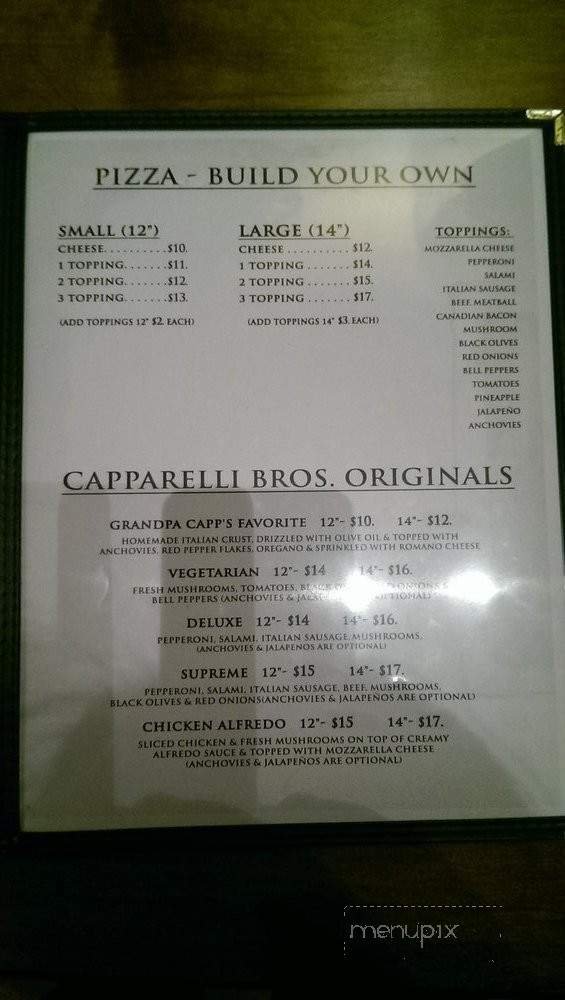 PIZZA - BUILD YOUR OWN
SMALL (12")
CHEESE. . . . . . . . . . $10.
1 TOPPING. . . . . . . $11.
2 TOPPING. . . . . . . $12.
3 TOPPING. . . . . . . $13.
(ADD TOPPINGS 12" $2. EACH)
LARGE (14")
CHEESE . . . . . . . . . . $12.
1 TOPPING . . . . . . . $14.
2 TOPPING . . . . . . . $15.
3 TOPPING . . . . . . . $17.
(ADD TOPPINGS 14" $3. EACH)
TOPPINGS:
MOZZARELLA CHEESE
PEPPERONI
SALAMI
ITALIAN SAUSAGE
BEEF, MEATBALL
CANADIAN BACON
MUSHROOM
BLACK OLIVES
RED ONIONS
BELL PEPPERS
TOMATOES
PINEAPPLE
JALAPEÑO
ANCHOVIES
CAPPARELLI BROS. ORIGINALS
GRANDPA CAPP'S FAVORITE 12"- $10. 14"- $12.
HOMEMADE ITALIAN CRUST, DRIZZLED WITH OLIVE OIL & TOPPED WITH
ANCHOVIES, RED PEPPER FLAKES, OREGANO & SPRINKLED WITH ROMANO CHEESE
VEGETARIAN 12"- $14 14"- $16.
FRESH MUSHROOMS, TOMATOES, BLACK ONIONS &
BELL PEPPERS (ANCHOVIES & OPTIONAL)
DELUXE 12"- $14 14"- $16.
PEPPERONI, SALAMI, ITALIAN SAUSAGE, MUSHROOMS,
(ANCHOVIES & JALAPEÑOS ARE OPTIONAL)
SUPREME 12"- $15 14"- $17.
PEPPERONI, SALAMI, ITALIAN SAUSAGE, BEEF, MUSHROOMS,
BLACK OLIVES & RED ONIONS(ANCHOVIES & JALAPEÑOS ARE OPTIONAL)
CHICKEN ALFREDO 12"- $15 14"- $17.
SLICED CHICKEN & FRESH MUSHROOMS ON TOP OF CREAMY
ALFREDO SAUCE & TOPPED WITH MOZZARELLA CHEESE
(ANCHOVIES & JALAPEÑOS ARE OPTIONAL)
menupix